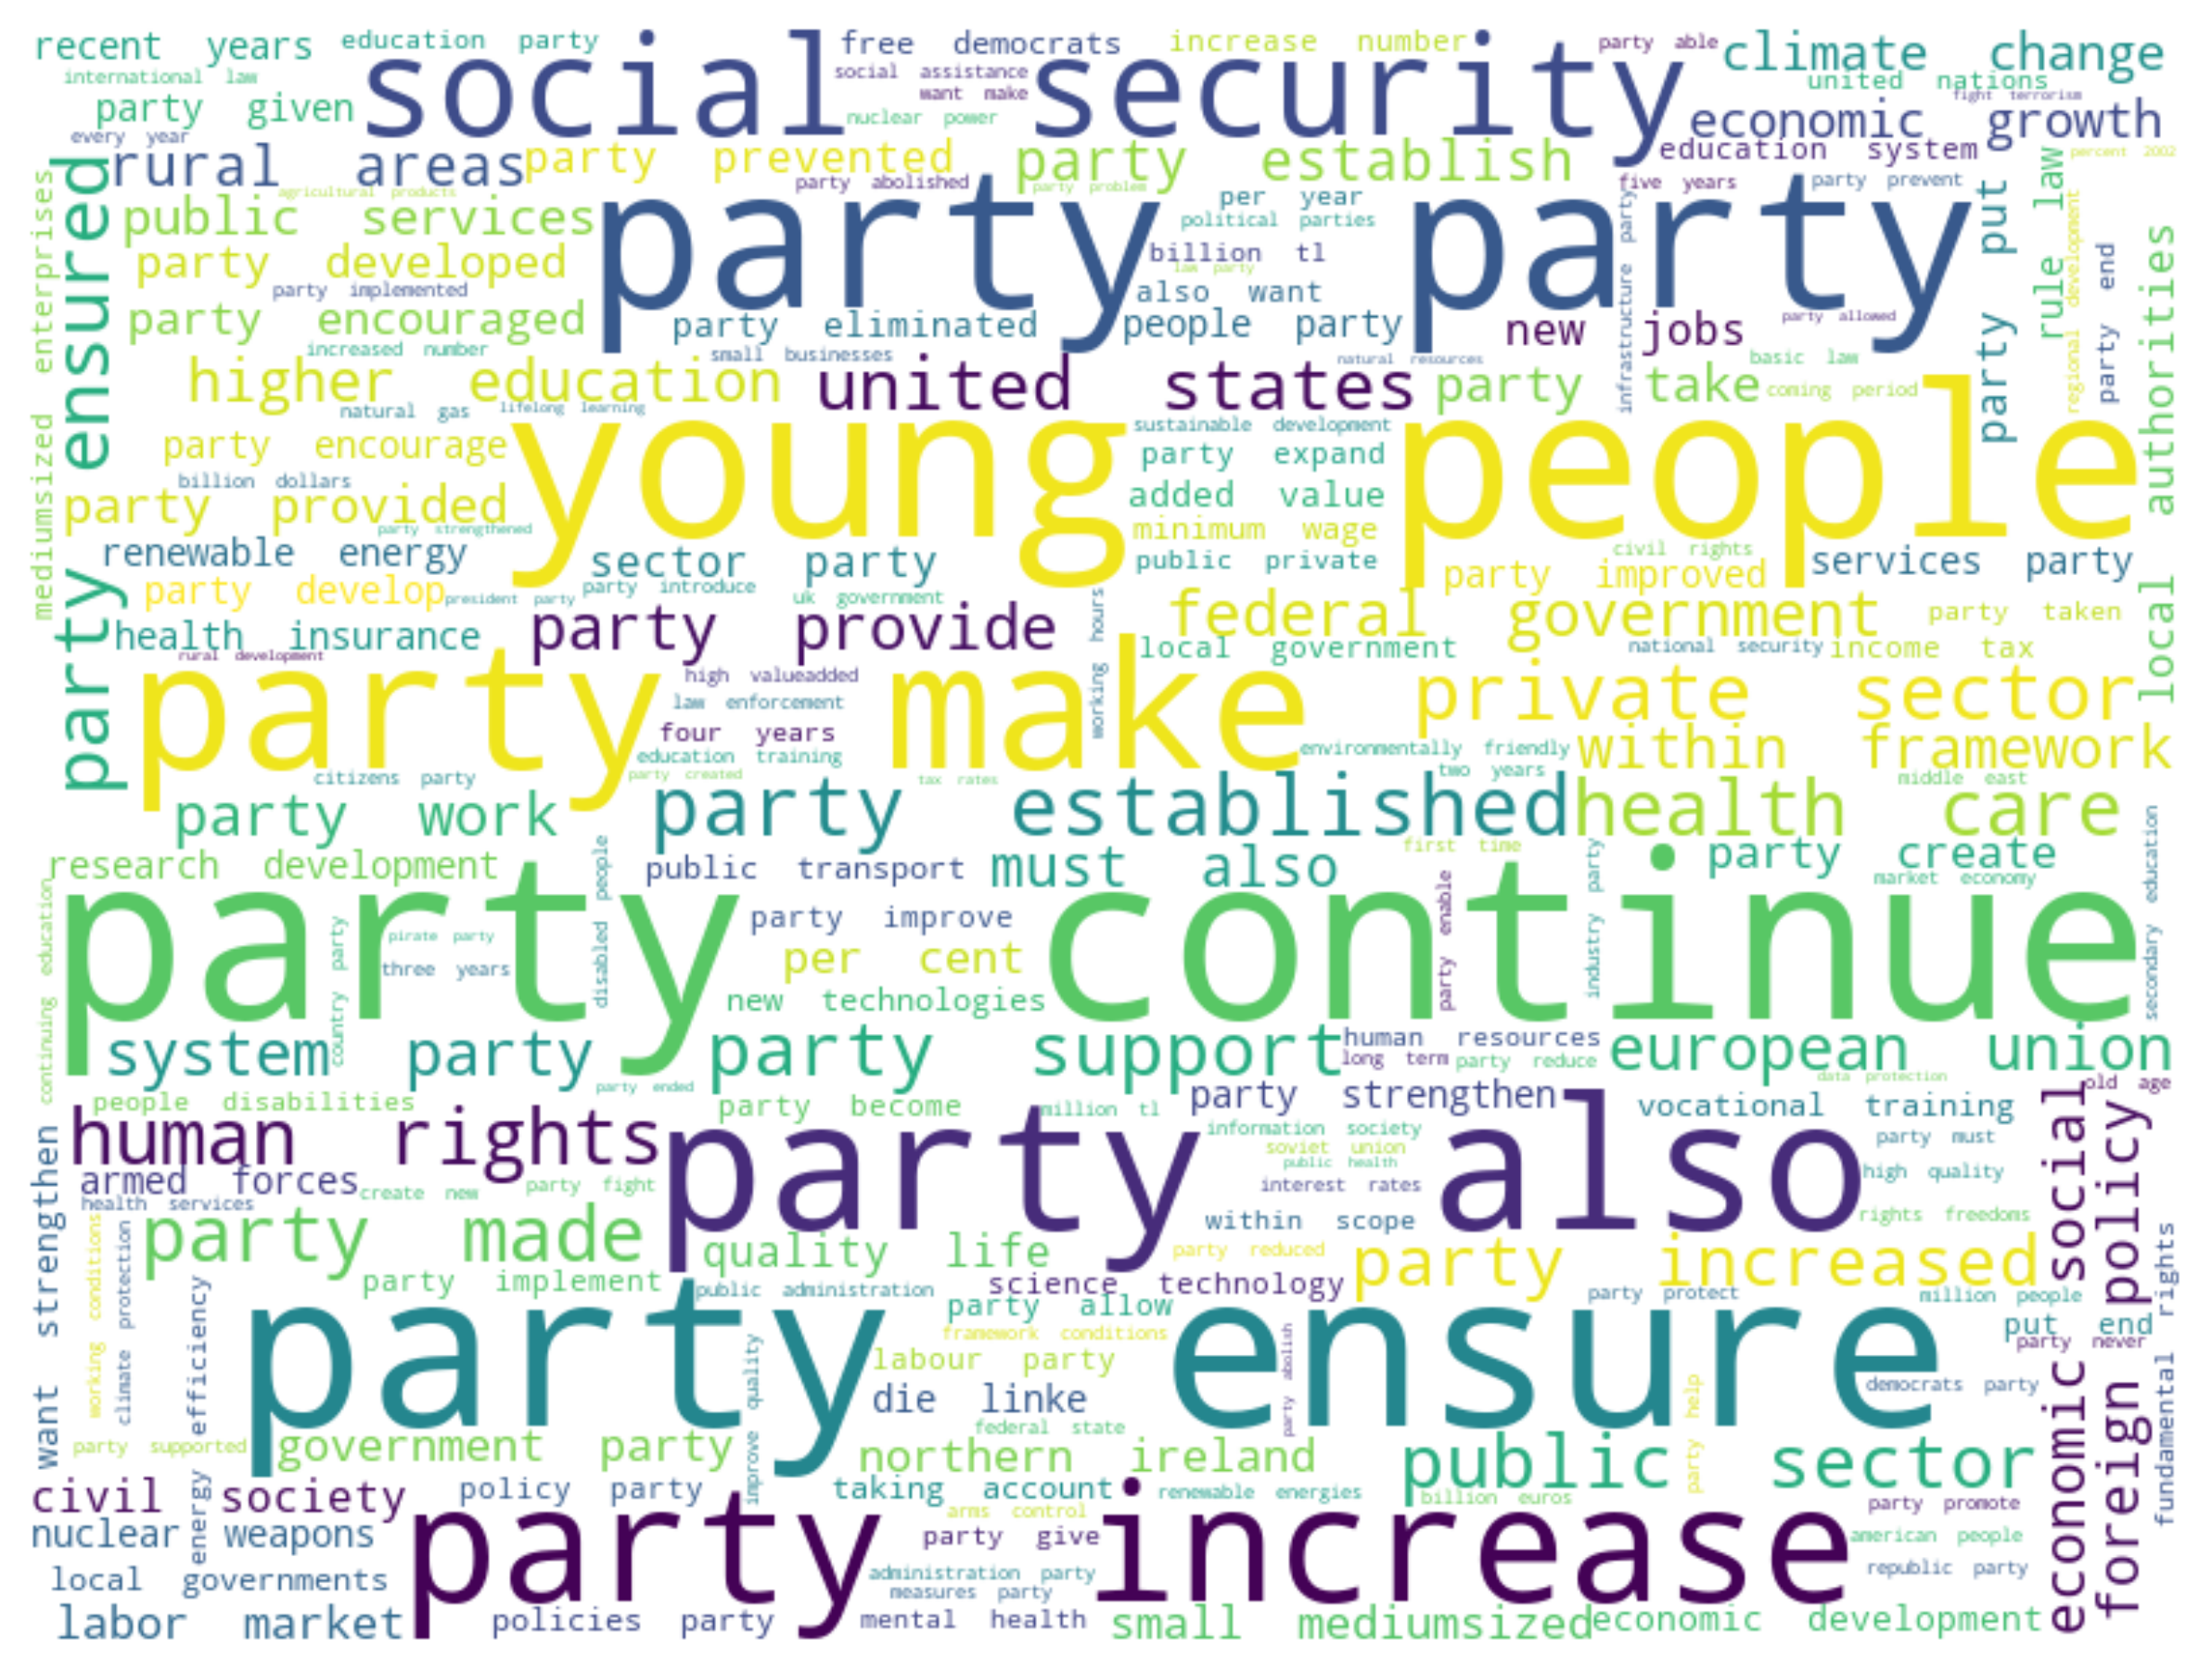 recent years
education party
free democrats
increase number
party able
climate change
international law
social security
social assistance
united nations
want make
fight terrorism
party given
nuclear power
economic growth
every year
rural areas
party prevented
party establish
education system
percent 2002
agricultural products
party abolished
party problem
five years
party prevent
public services
party party
per year
political parties
party developed
billion tl
law party
party implemented
also want
party encouraged
party eliminated
people party
new jobs
party allowed
increased number
small businesses
natural resources
basic law
higher education
united states
party take
coming period
natural gas
lifelong learning
young people
sustainable development
party encourage
party expand
billion dollars
added value
party provided
party strengthened
minimum wage
renewable energy
sector party
public private
civil rights
services party
party develop
party introduce
party improved
president party
uk government
federal government
party taken
health insurance
party provide
local government
national security
income tax
rural development
party make
high valueadded
private sector
law enforcement
four years
education training
environmentally friendly
within framework
citizens party
party created
tax rates
two years
middle east
party work
party established
health care
research development
public transport
must also
first time
party create
market economy
party continue
party improve
pirate party
per cent
three years
new technologies
system party
party support
human resources
long term
party reduce
european union
party ended
data protection
old age
people disabilities
party become
million tl
party strengthen
vocational training
human rights
party also
information society
soviet union
party must
public health
armed forces
create new
party fight
interest rates
high quality
health services
party made
within scope
rights freedoms
quality life
party reduced
party increased
party implement
public administration
science technology
party protect
million people
party ensure
party allow
framework conditions
put end
party never
labour party
die linke
democrats party
federal state
party supported
government party
northern ireland
public sector
civil society
policy party
taking account
renewable energies
billion euros
party increase
arms control
party promote
nuclear weapons
party give
american people
local governments
administration party
republic party
measures party
labor market
policies party
mental health
small mediumsized
economic development
mediumsized enterprises
party ensured
infrastructure party
party put
rule law
regional development
party end
local authorities
working hours
continuing education
country party
disabled people
party enable
industry party
secondary education
want strengthen
working conditions
climate protection
energy efficiency
improve quality
party abolish
party help
economic social
foreign policy
fundamental rights